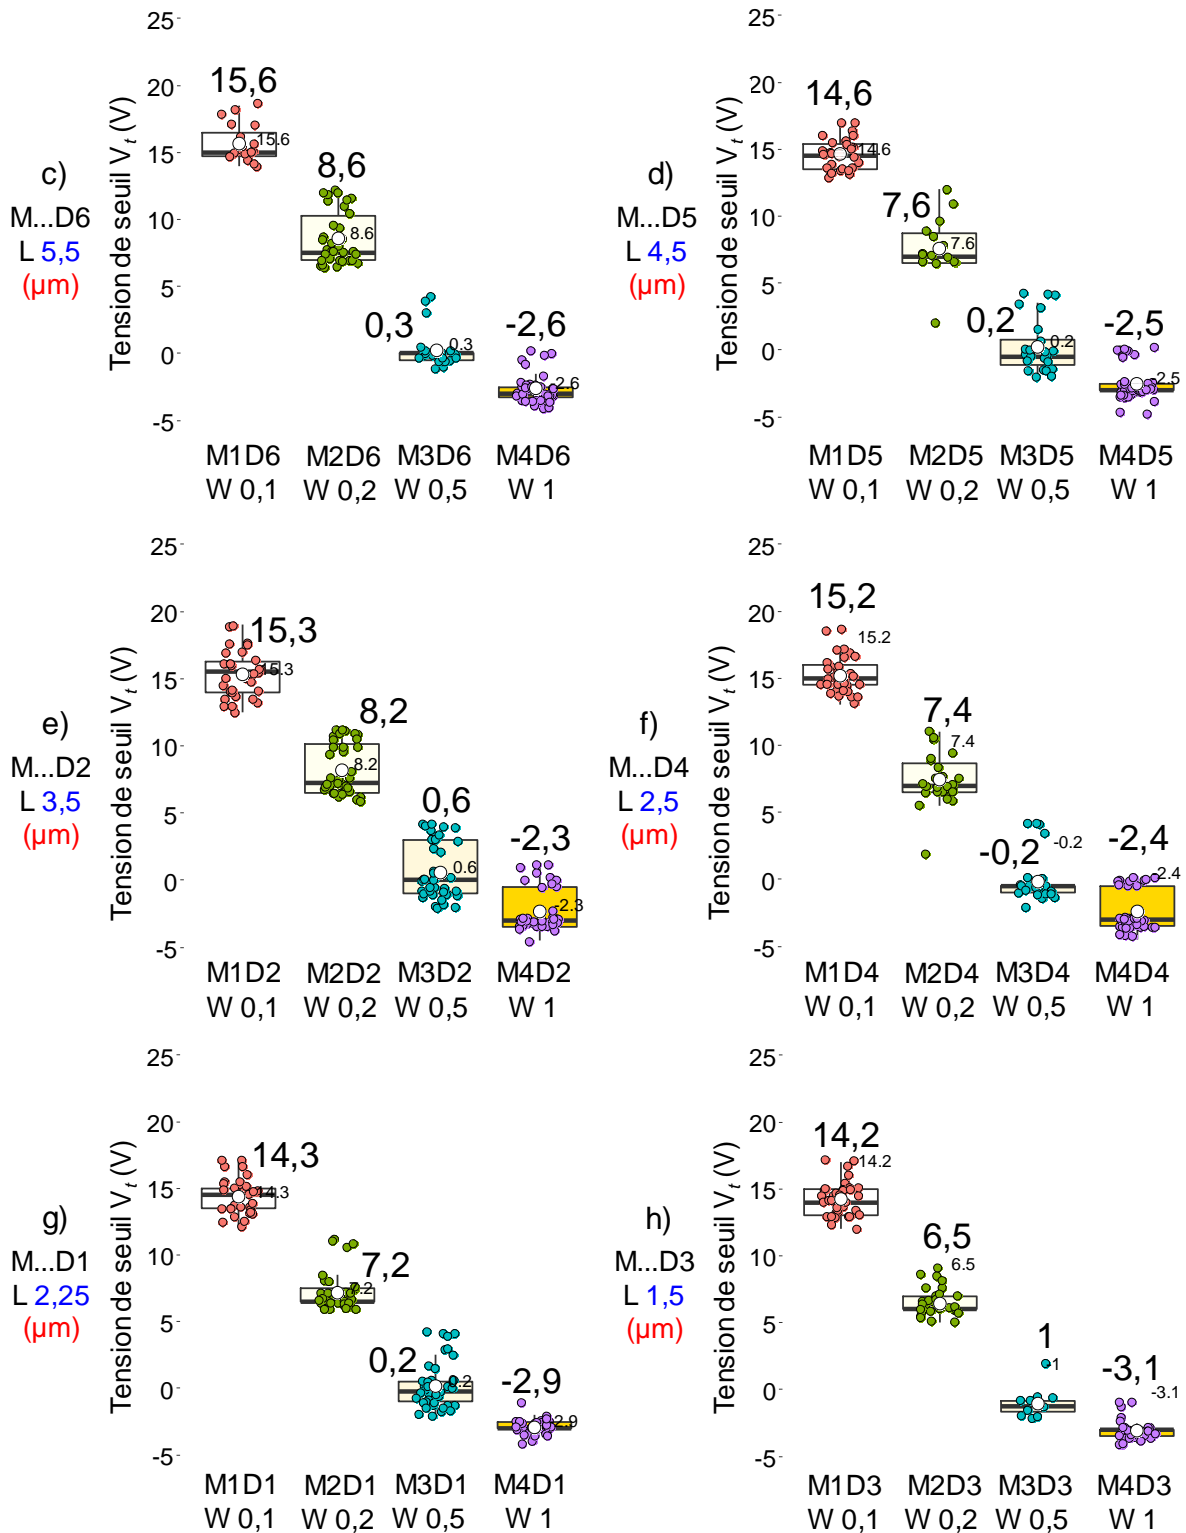 25
20
15
10
5
0
-5
Tension de seuil Vt (V)
c)
M...D6
L 5,5
(µm)
15,6
15.6
8,6
8.6
0,3
0.3
-2,6
-2.6
M1D6 M2D6 M3D6 M4D6
W 0,1 W 0,2 W 0,5 W 1
25
20
15
10
5
0
-5
Tension de seuil Vt (V)
d)
M...D5
L 4,5
(µm)
14,6
14.6
7,6
7.6
0,2
0.2
-2,5
2.5
M1D5 M2D5 M3D5 M4D5
W 0,1 W 0,2 W 0,5 W 1
25
20
15
10
5
0
-5
Tension de seuil Vt (V)
e)
M...D2
L 3,5
(µm)
15,3
15.3
8,2
8.2
0,6
0.6
-2,3
-2.3
M1D2 M2D2 M3D2 M4D2
W 0,1 W 0,2 W 0,5 W 1
25
20
15
10
5
0
-5
Tension de seuil Vt (V)
f)
M...D4
L 2,5
(µm)
15,2
15.2
7,4
7.4
-0,2
-0.2
-2,4
2.4
M1D4 M2D4 M3D4 M4D4
W 0,1 W 0,2 W 0,5 W 1
25
20
15
10
5
0
-5
Tension de seuil Vt (V)
g)
M...D1
L 2,25
(µm)
14,3
14.3
7,2
7.2
0,2
0.2
-2,9
-2.9
M1D1 M2D1 M3D1 M4D1
W 0,1 W 0,2 W 0,5 W 1
25
20
15
10
5
0
-5
Tension de seuil Vt (V)
h)
M...D3
L 1,5
(µm)
14,2
14.2
6,5
6.5
1
-1
-3,1
-3.1
M1D3 M2D3 M3D3 M4D3
W 0,1 W 0,2 W 0,5 W 1